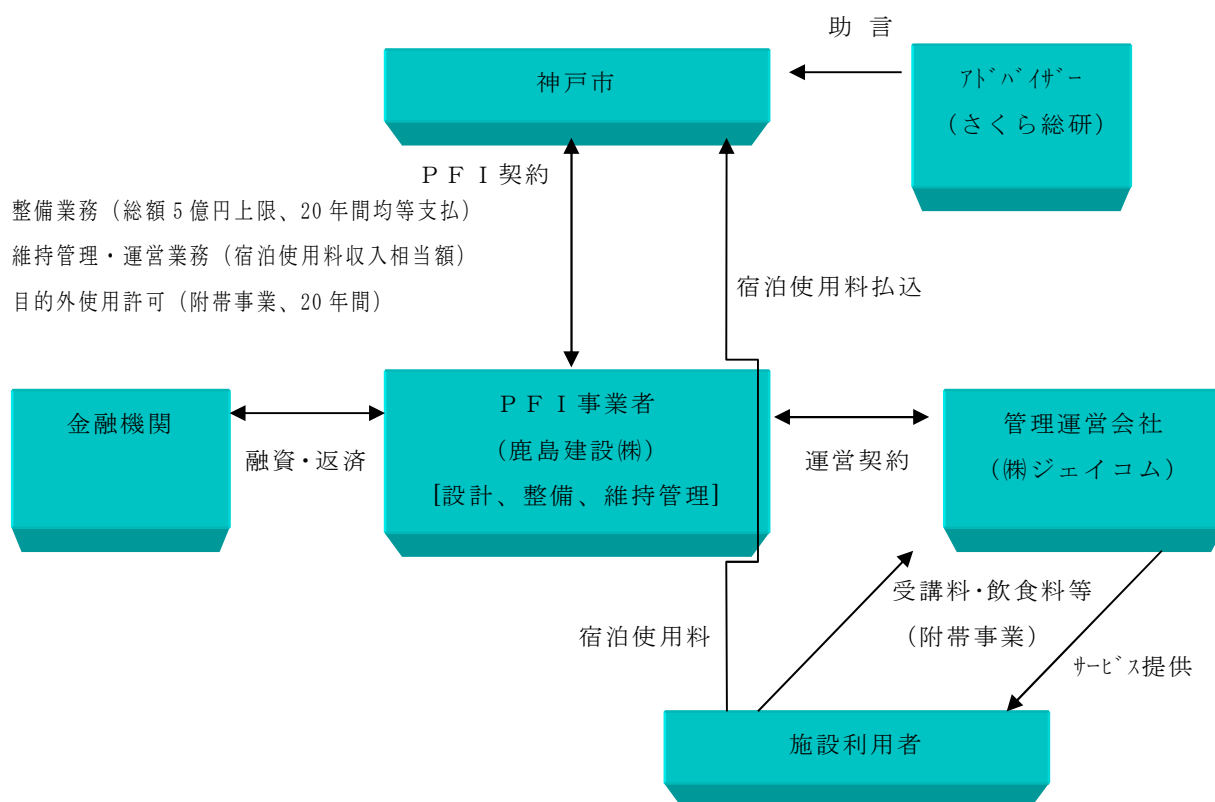 助 言
神戸市
ｱﾄﾞﾊﾞｲｻﾞｰ
（さくら総研）
ＰＦＩ契約
整備業務（総額5億円上限、20年間均等支払）
維持管理・運営業務（宿泊使用料収入相当額）
目的外使用許可（附帯事業、20年間）
宿泊使用料払込
金融機関
融資・返済
ＰＦＩ事業者
（鹿島建設㈱）
[設計、整備、維持管理]
運営契約
管理運営会社
（㈱ジェイコム）
宿泊使用料
受講料・飲食料等
（附帯事業）
ｻｰﾋﾞｽ提供
施設利用者